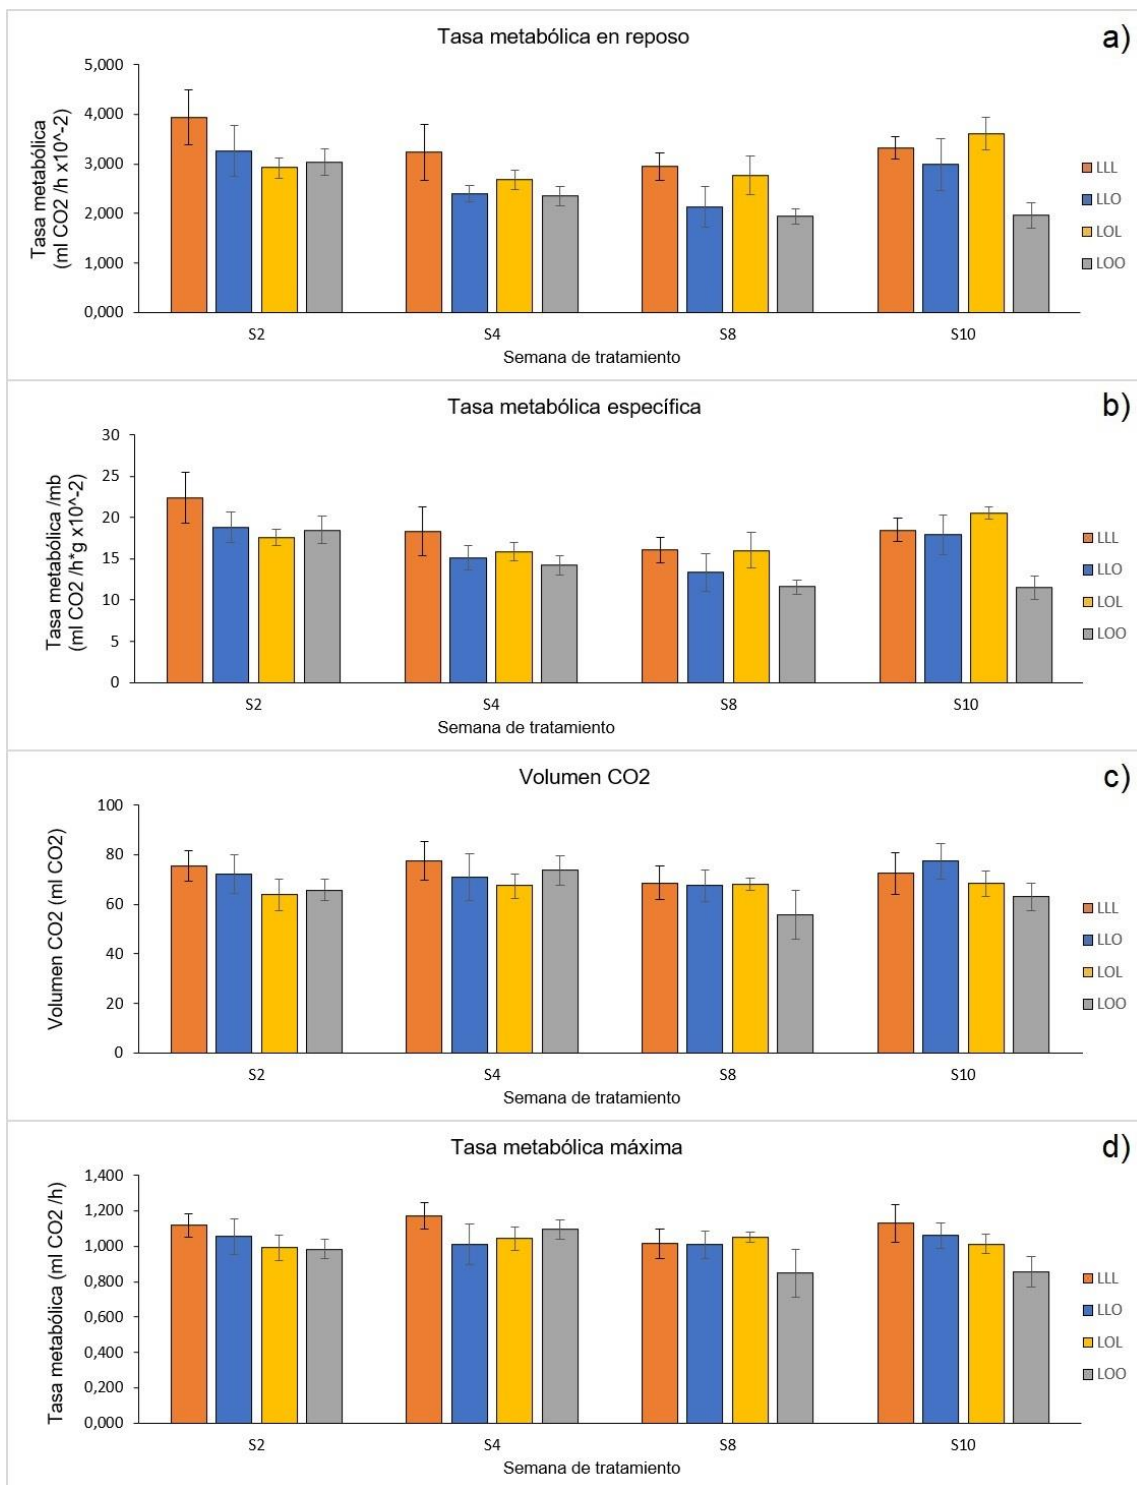 Tasa metabólica en reposo
a)
Tasa metabólica
(ml CO2 /h x10^-2)
5,000
4,000
3,000
2,000
1,000
0,000
S2
S4
S8
S10
Semana de tratamiento
LLL
LLO
LOL
LOO
Tasa metabólica específica
b)
Tasa metabólica /mb
(ml CO2 /h*g x10^-2)
30
25
20
15
10
5
0
S2
S4
S8
S10
Semana de tratamiento
LLL
LLO
LOL
LOO
Volumen CO2
c)
Volumen CO2 (ml CO2)
100
80
60
40
20
0
S2
S4
S8
S10
Semana de tratamiento
LLL
LLO
LOL
LOO
Tasa metabólica máxima
d)
Tasa metabólica (ml CO2 /h)
1,400
1,200
1,000
0,800
0,600
0,400
0,200
0,000
S2
S4
S8
S10
Semana de tratamiento
LLL
LLO
LOL
LOO